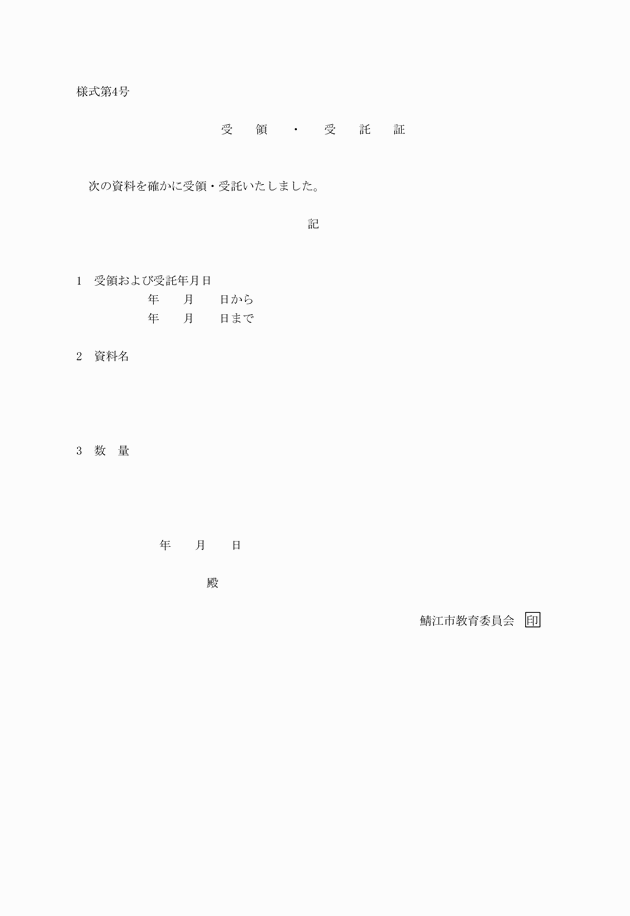 様式第4号
受　領　・　受　託　証
次の資料を確かに受領・受託いたしました。
記
1　受領および受託年月日
年　　月　　日から
年　　月　　日まで
2　資料名
3　数　量
年　　月　　日
殿
鯖江市教育委員会　印